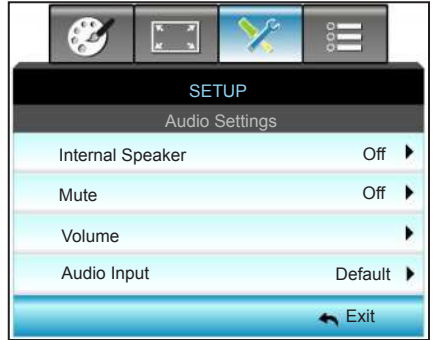 SETUP
Audio Settings
Internal Speaker Off
Mute Off
Volume
Audio Input Default
Exit